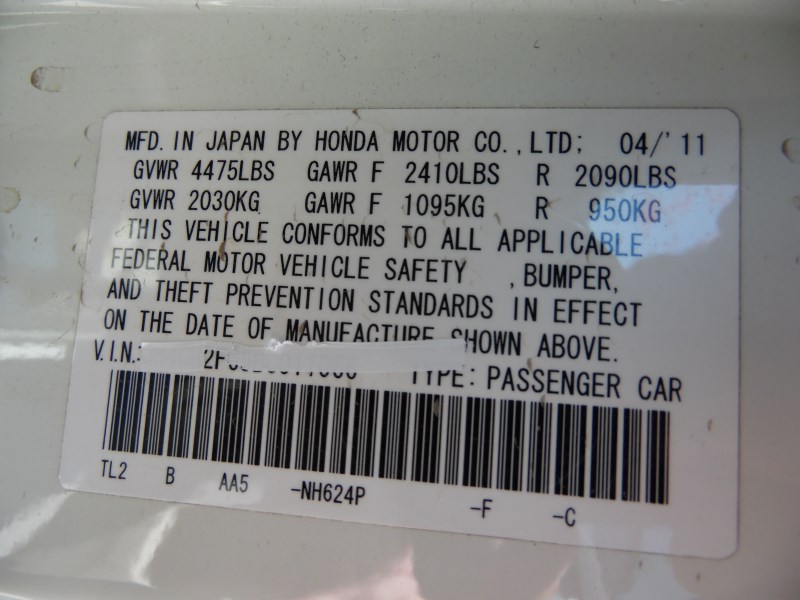 MFD. IN JAPAN BY HONDA MOTOR CO.,LTD; 04/'11
GVWR 4475LBS GAWR F 2410LBS R 2090LBS
GVWR 2030KG GAWR F 1095KG R 950KG
THIS VEHICLE CONFORMS TO ALL APPLICABLE
FEDERAL MOTOR VEHICLE SAFETY ,BUMPER,
AND THEFT PREVENTION STANDARDS IN EFFECT
ON THE DATE OF MANUFACTURE SHOWN ABOVE.
V.I.N.: TYPE: PASSENGER CAR
TL2 B AA5 -NH624P -F -C